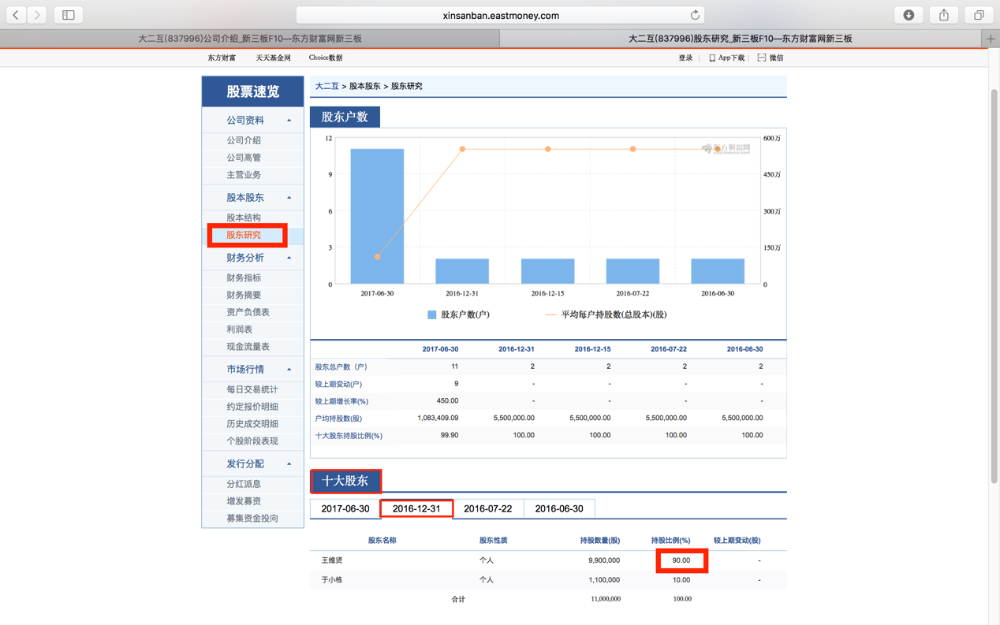 xinsanban.eastmoney.com
大二互(837996)公司介绍_新三板F10—东方财富网新三板
大二互(837996)股东研究_新三板F10—东方财富网新三板
东方财富 天天基金网 Choice数据
登录 | App下载 | 微信
股票速览
公司资料
公司介绍
公司高管
主营业务
股本股东
股本结构
股东研究
财务分析
财务指标
财务摘要
资产负债表
利润表
现金流量表
市场行情
每日交易统计
约定报价明细
历史成交明细
个股阶段表现
发行分配
分红派息
增发募资
募集资金投向
大二互 > 股本股东 > 股东研究
股东户数
12 600万
东方财富网
eastmoney.com
9 450万
6 300万
3 150万
0 0
2017-06-30 2016-12-31 2016-12-15 2016-07-22 2016-06-30
股东户数(户) 平均每户持股数(总股本)(股)
2017-06-30 2016-12-31 2016-12-15 2016-07-22 2016-06-30
股东总户数（户) 11 2 2 2 2
较上期变动(户) 9 - - - -
较上期增长率(%) 450.00 - - - -
户均持股数(股) 1,083,409.09 5,500,000.00 5,500,000.00 5,500,000.00 5,500,000.00
十大股东持股比例(%) 99.90 100.00 100.00 100.00 100.00
十大股东
2017-06-30 2016-12-31 2016-07-22 2016-06-30
股东名称 股东性质 持股数量(股) 持股比例(%) 较上期变动(股)
王维贤 个人 9,900,000 90.00 -
于小栋 个人 1,100,000 10.00 -
合计 11,000,000 100.00